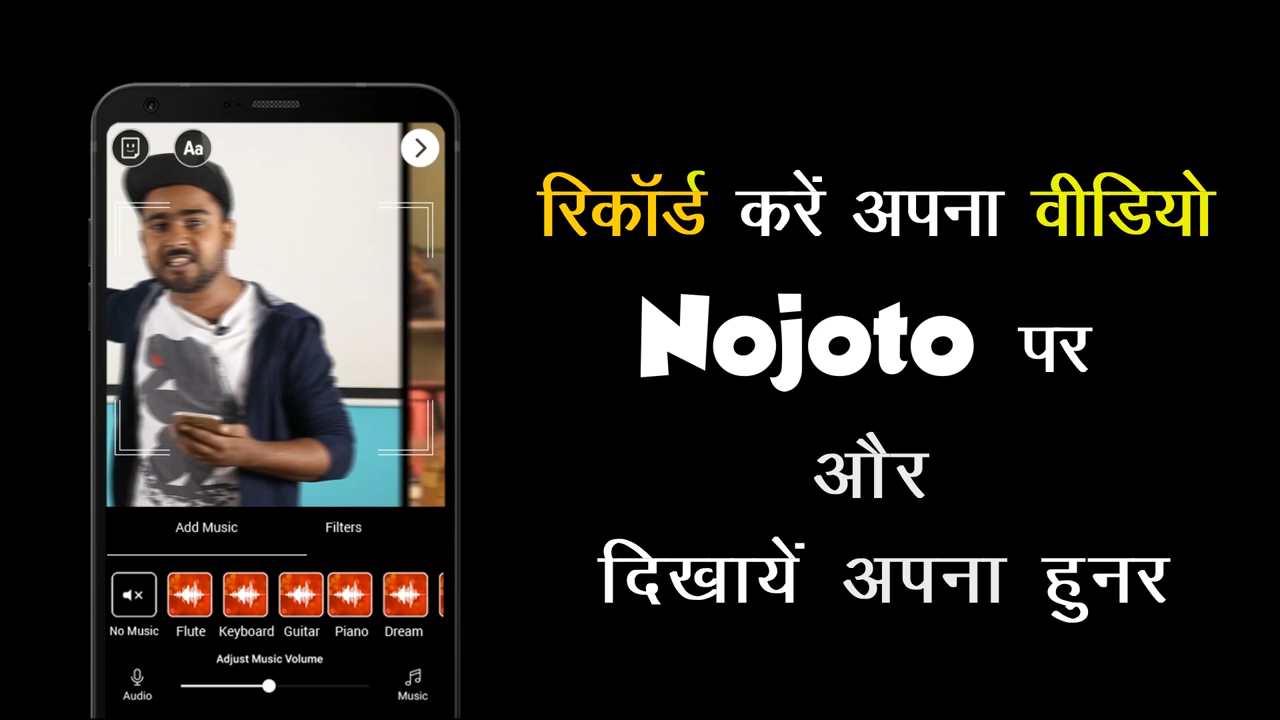 Aa
रिकॉर्ड करें अपना वीडियो
Nojoto पर
और
दिखायें अपना हुनर
Add Music Filters
No Music Flute Keyboard Guitar Piano Dream
Adjust Music Volume
Audio Music